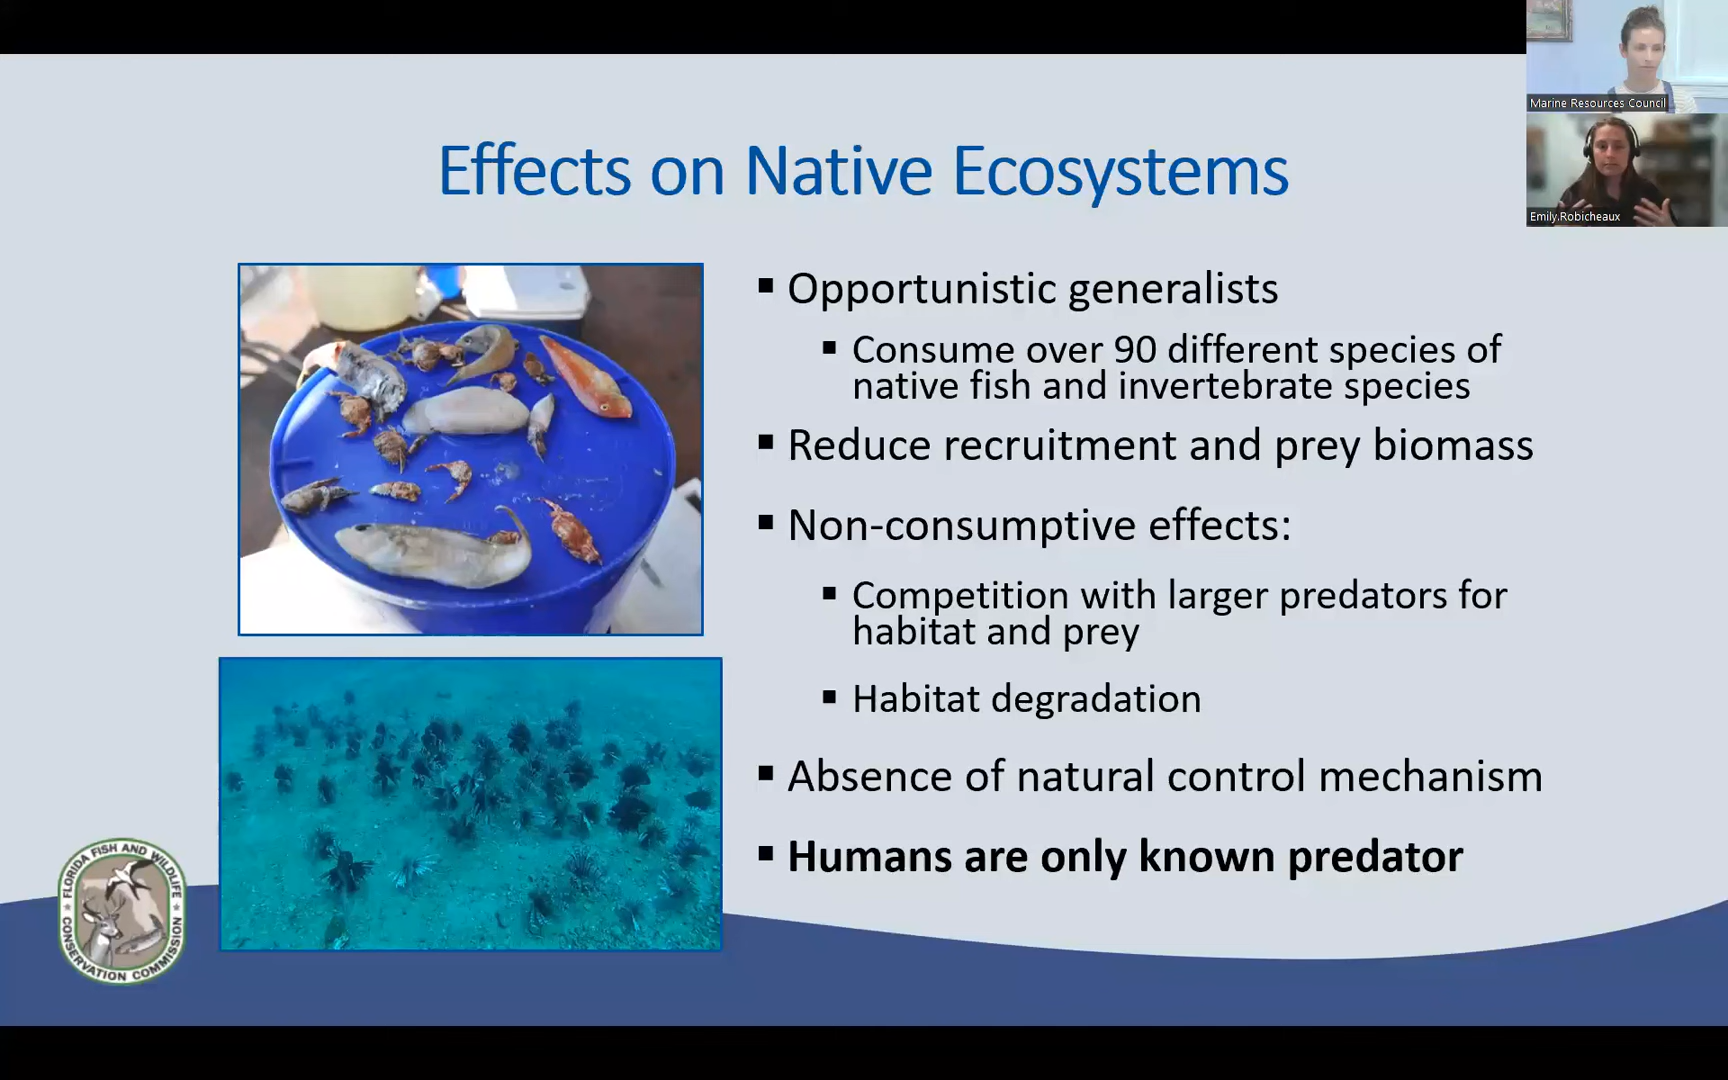 Marine Resources Council
Emily.Robicheaux
Effects on Native Ecosystems
▪ Opportunistic generalists
▪ Consume over 90 different species of
native fish and invertebrate species
▪ Reduce recruitment and prey biomass
▪ Non-consumptive effects:
▪ Competition with larger predators for
habitat and prey
▪ Habitat degradation
▪ Absence of natural control mechanism
▪ Humans are only known predator
FLORIDA FISH AND WILDLIFE
CONSERVATION COMMISSION